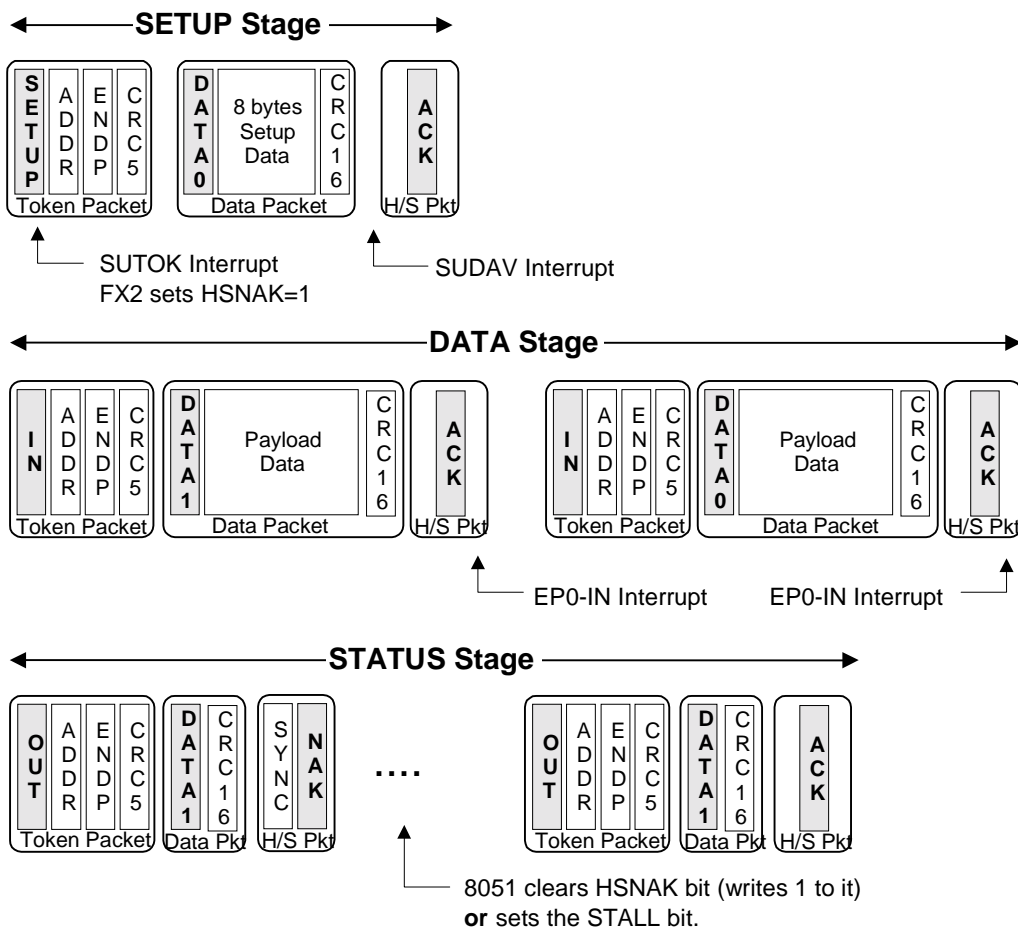 SETUP Stage
SETUP ADDR ENDP CRC5
Token Packet
DATA0 8 bytes Setup Data CRC16
Data Packet
ACK
H/S Pkt
SUTOK Interrupt
FX2 sets HSNAK=1
SUDAV Interrupt
DATA Stage
IN ADDR ENDP CRC5
Token Packet
DATA1 Payload Data CRC16
Data Packet
ACK
H/S Pkt
IN ADDR ENDP CRC5
Token Packet
DATA0 Payload Data CRC16
Data Packet
ACK
H/S Pkt
EP0-IN Interrupt
EP0-IN Interrupt
STATUS Stage
OUT ADDR ENDP CRC5
Token Packet
DATA1 CRC16
Data Pkt
SYNC NAK
H/S Pkt
....
OUT ADDR ENDP CRC5
Token Packet
DATA1 CRC16
Data Pkt
ACK
H/S Pkt
8051 clears HSNAK bit (writes 1 to it)
or sets the STALL bit.